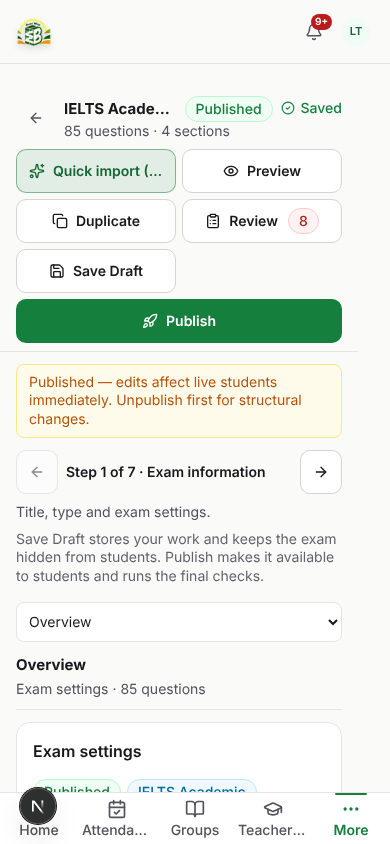 9+
LT
IELTS Acade...
Published
Saved
85 questions · 4 sections
Quick import (...
Preview
Duplicate
Review 8
Save Draft
Publish
Published — edits affect live students
immediately. Unpublish first for structural
changes.
Step 1 of 7 · Exam information
Title, type and exam settings.
Save Draft stores your work and keeps the exam
hidden from students. Publish makes it available
to students and runs the final checks.
Overview
Overview
Exam settings · 85 questions
Exam settings
Published
IELTS Academic
N
Home
Attenda...
Groups
Teacher...
More